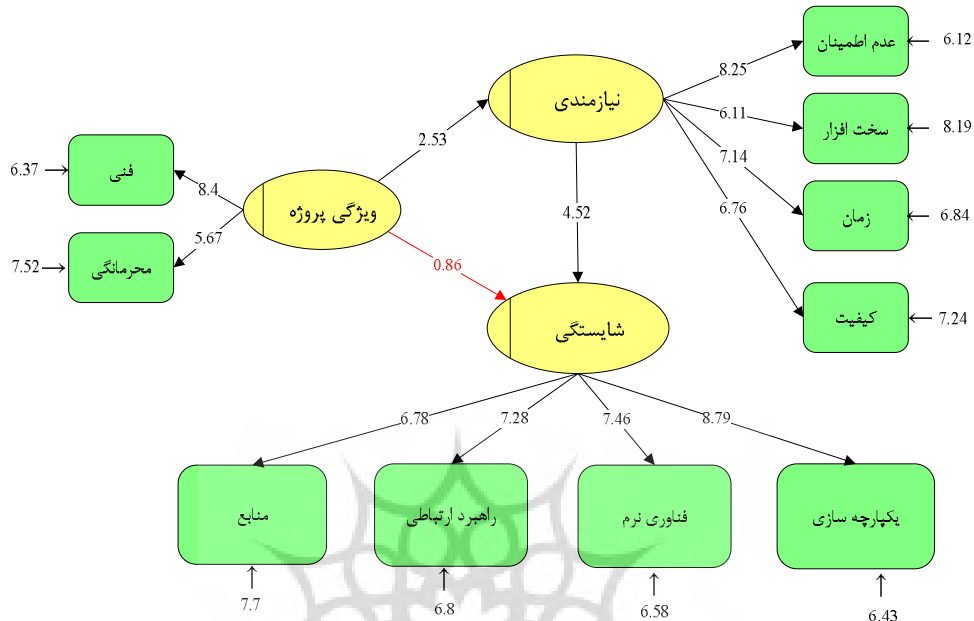 عدم اطمینان
6.12
8.25
نیازمندی
سخت افزار
8.19
6.11
2.53
فنی
6.37
8.4
7.14
ویژگی پروژه
زمان
6.84
6.76
4.52
5.67
محرمانگی
7.52
0.86
کیفیت
7.24
شایستگی
6.78
7.28
7.46
8.79
یکپارچه سازی
فناوری نرم
راهبرد ارتباطی
منابع
7.7
6.8
6.58
6.43